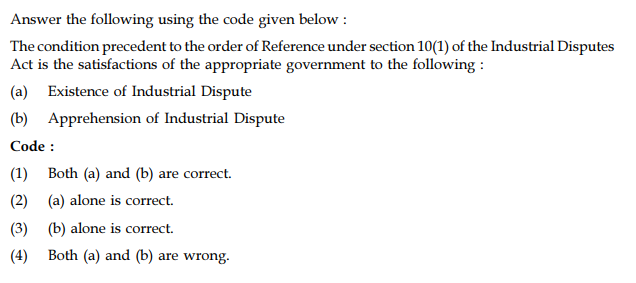 Answer the following using the code given below :
The condition precedent to the order of Reference under section 10(1) of the Industrial Disputes
Act is the satisfactions of the appropriate government to the following :
(a) Existence of Industrial Dispute
(b) Apprehension of Industrial Dispute
Code :
(1) Both (a) and (b) are correct.
(2) (a) alone is correct.
(3) (b) alone is correct.
(4) Both (a) and (b) are wrong.